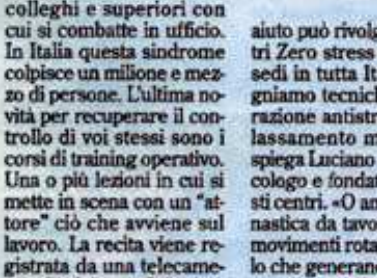 colleghi e superiori con
cui si combatte in ufficio.
In Italia questa sindrome
colpisce un milione e mez-
zo di persone. L'ultima no-
vità per recuperare il con-
trollo di voi stessi sono i
corsi di training operativo.
Una o più lezioni in cui si
mette in scena con un "at-
tore" ciò che avviene sul
lavoro. La recita viene re-
gistrata da una telecame-
aiuto può rivolg
tri Zero stress
sedi in tutta It
gniamo tecnich
razione antistr
lassamento m
spiega Luciano
cologo e fondat
sti centri. «O an
nastica da tavo
movimenti rota
lo che generano